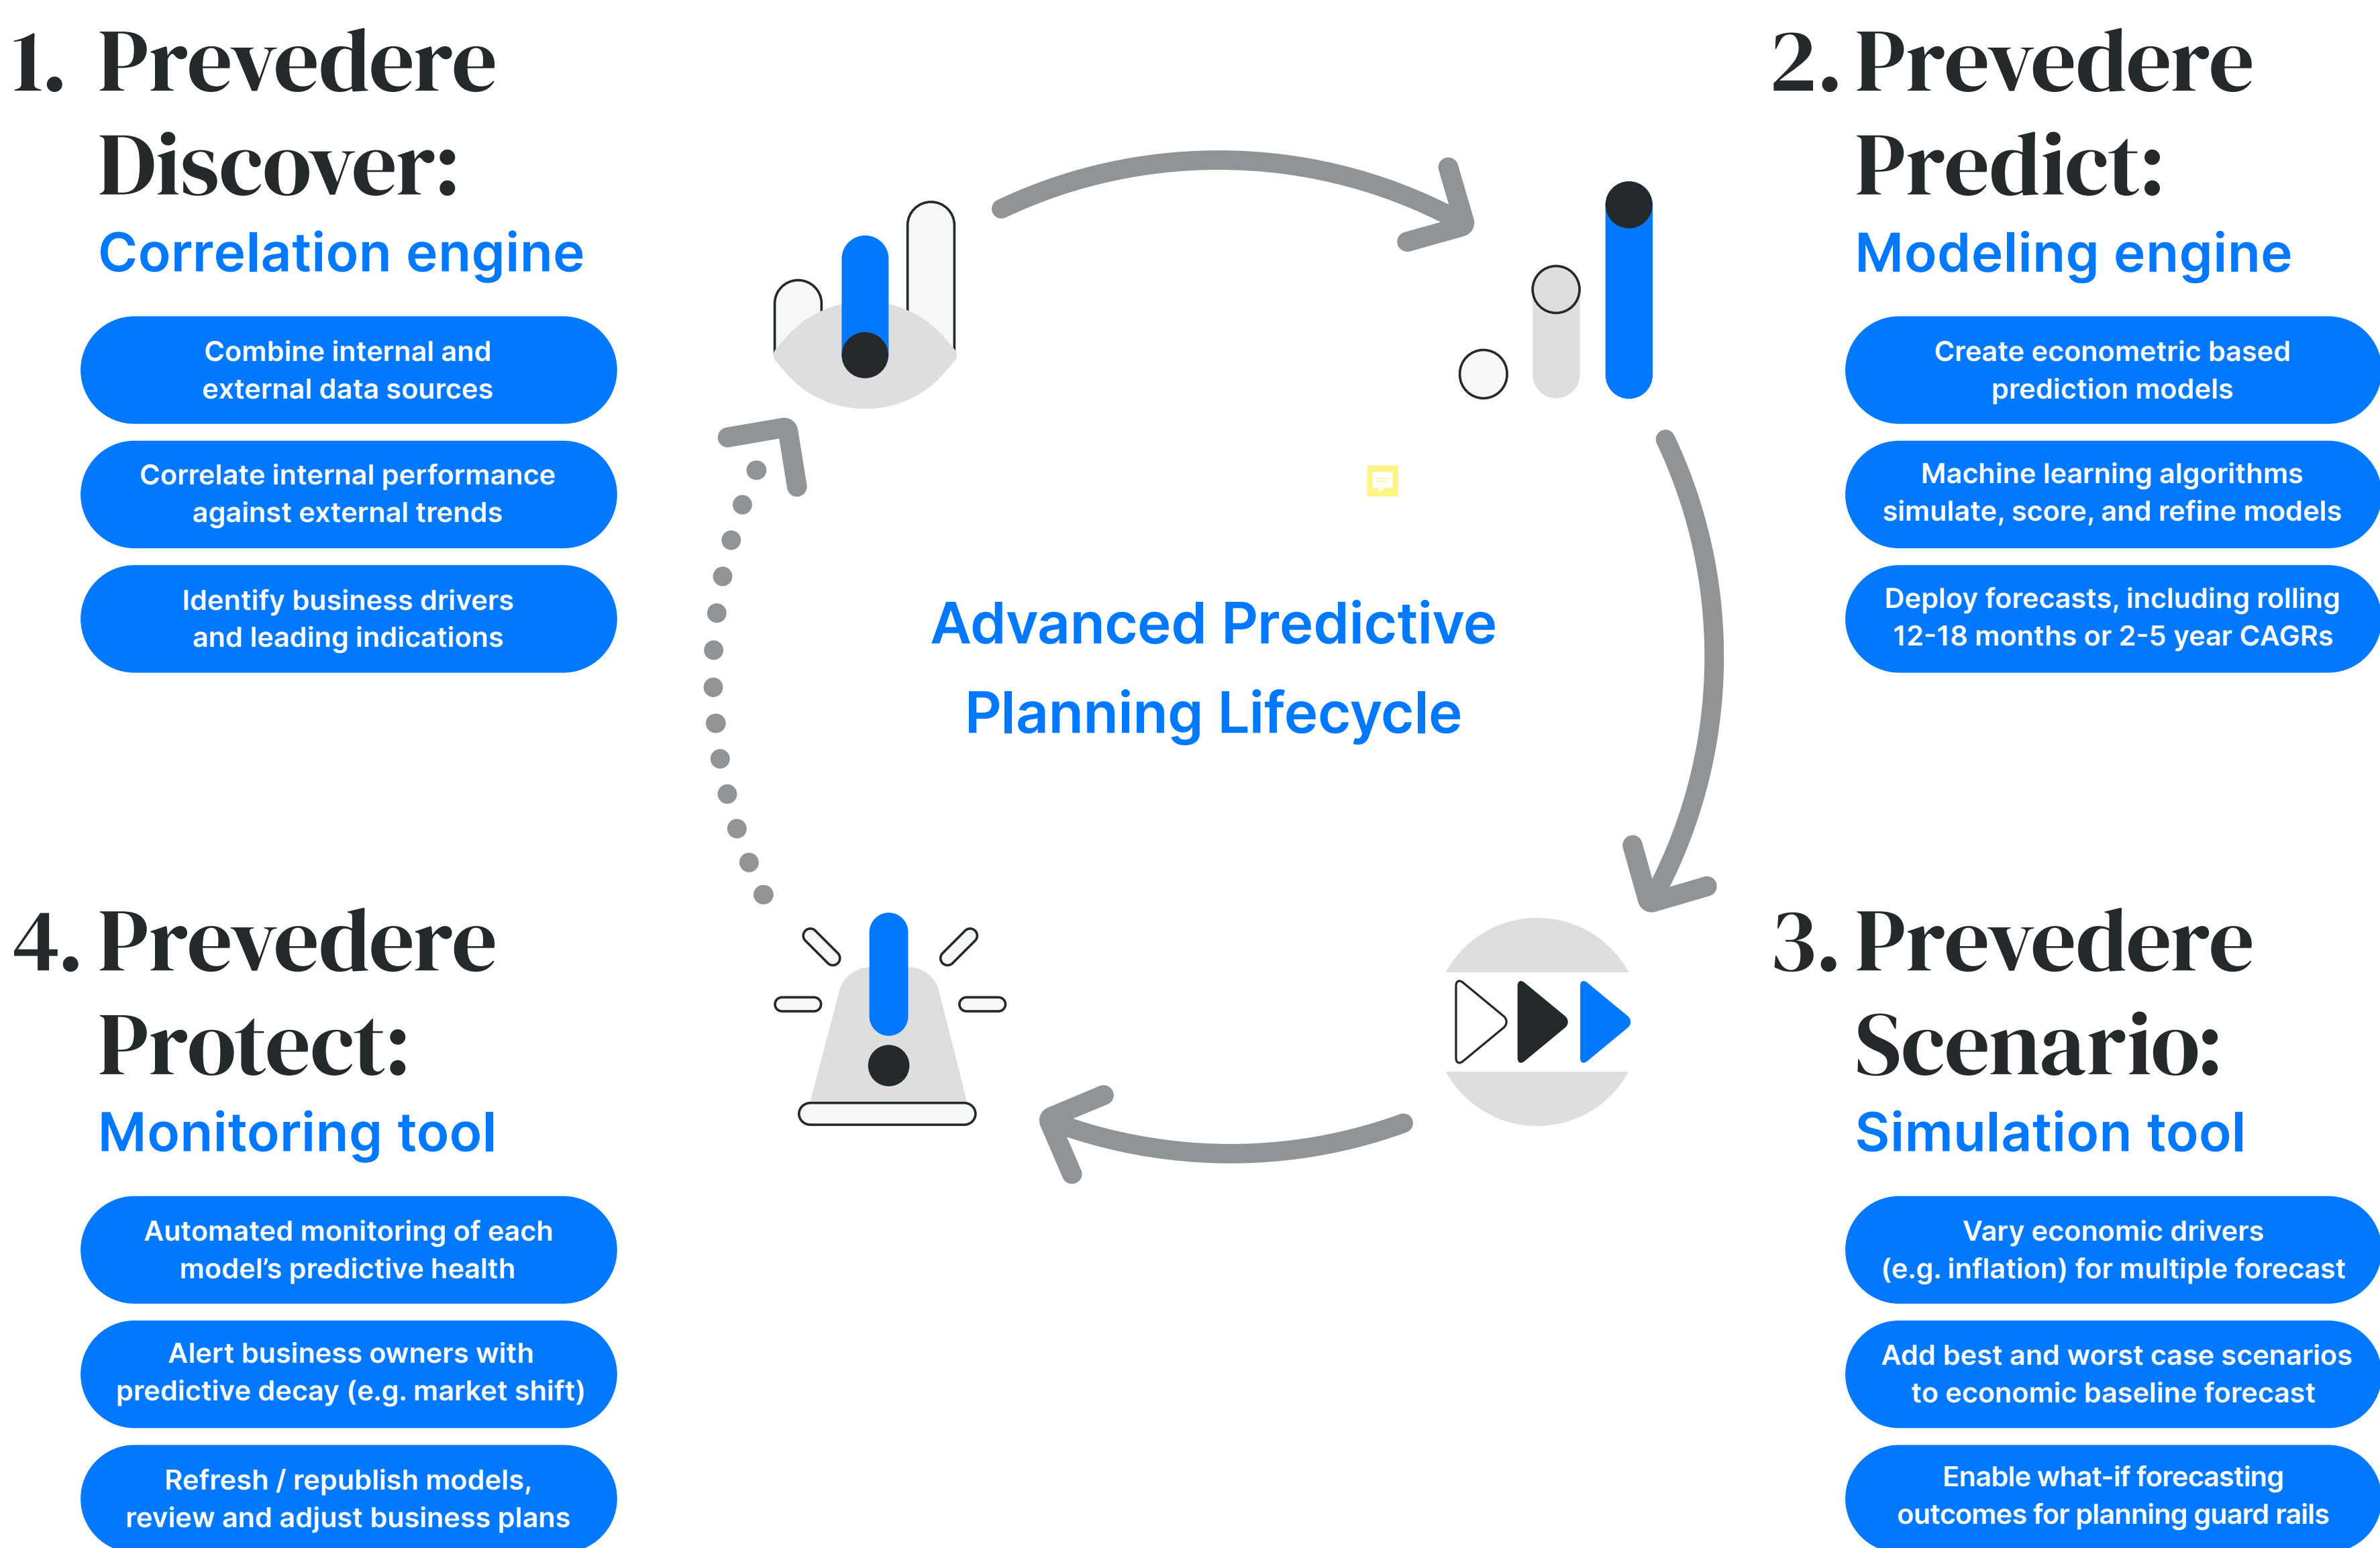 1. Prevedere
Discover:
Correlation engine
Combine internal and
external data sources
Correlate internal performance
against external trends
Identify business drivers
and leading indications
2. Prevedere
Predict:
Modeling engine
Create econometric based
prediction models
Machine learning algorithms
simulate, score, and refine models
Deploy forecasts, including rolling
12-18 months or 2-5 year CAGRs
Advanced Predictive
Planning Lifecycle
4. Prevedere
Protect:
Monitoring tool
Automated monitoring of each
model’s predictive health
Alert business owners with
predictive decay (e.g. market shift)
Refresh / republish models,
review and adjust business plans
3. Prevedere
Scenario:
Simulation tool
Vary economic drivers
(e.g. inflation) for multiple forecast
Add best and worst case scenarios
to economic baseline forecast
Enable what-if forecasting
outcomes for planning guard rails